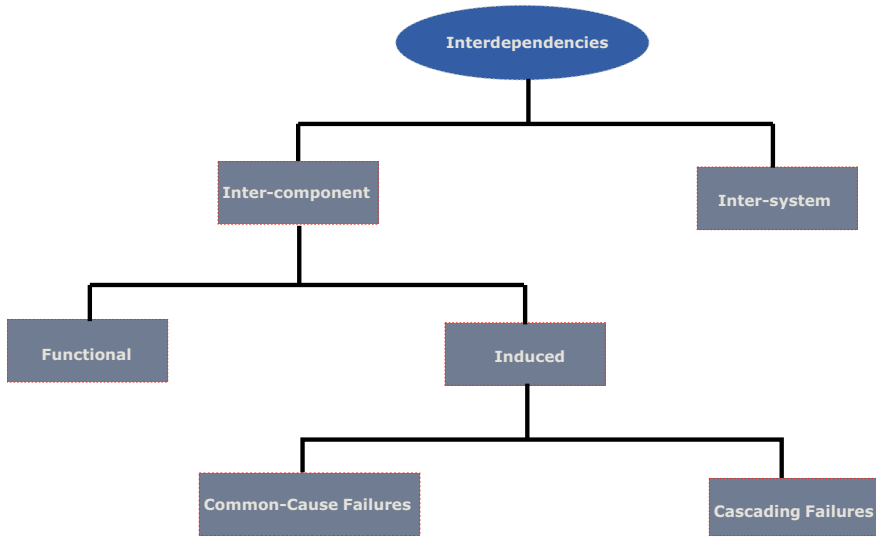 Interdependencies
Inter-component
Inter-system
Functional
Induced
Common-Cause Failures
Cascading Failures